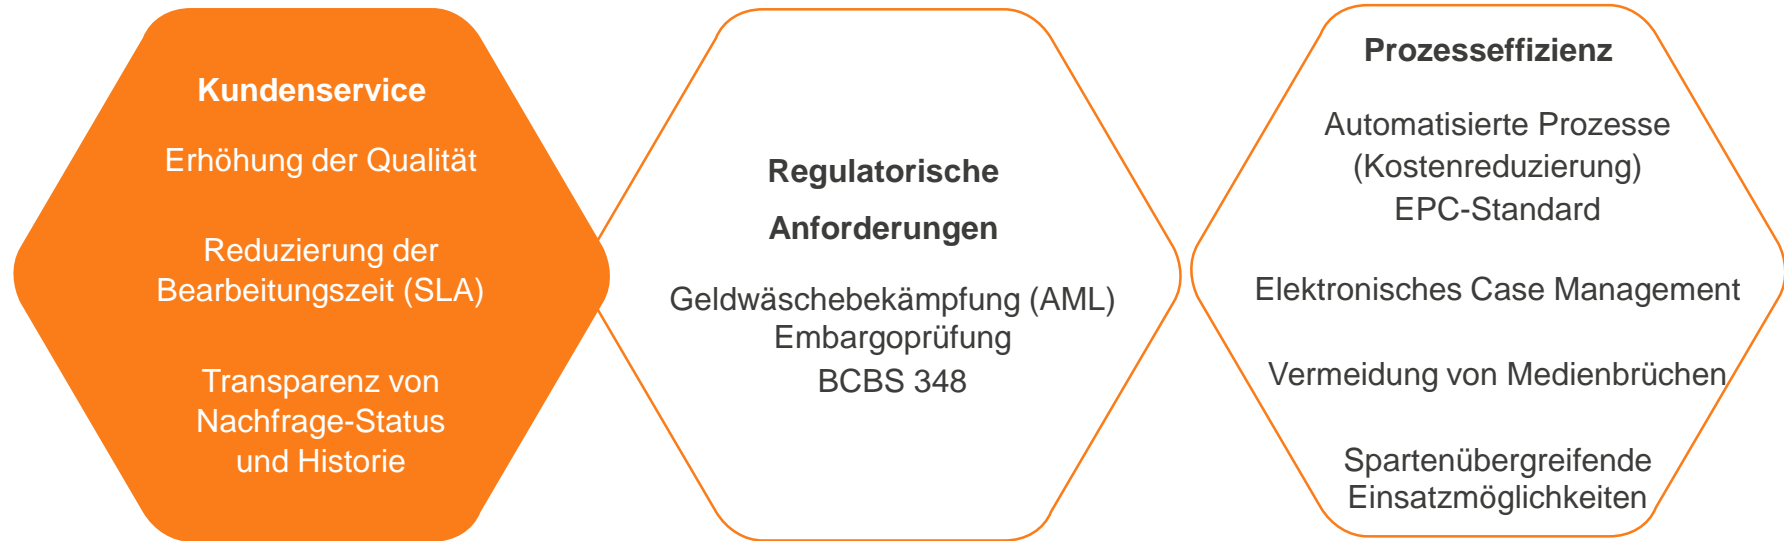 Kundenservice
Erhöhung der Qualität
Reduzierung der
Bearbeitungszeit (SLA)
Transparenz von
Nachfrage-Status
und Historie
Regulatorische
Anforderungen
Geldwäschebekämpfung (AML)
Embargoprüfung
BCBS 348
Prozesseffizienz
Automatisierte Prozesse
(Kostenreduzierung)
EPC-Standard
Elektronisches Case Management
Vermeidung von Medienbrüchen
Spartenübergreifende
Einsatzmöglichkeiten